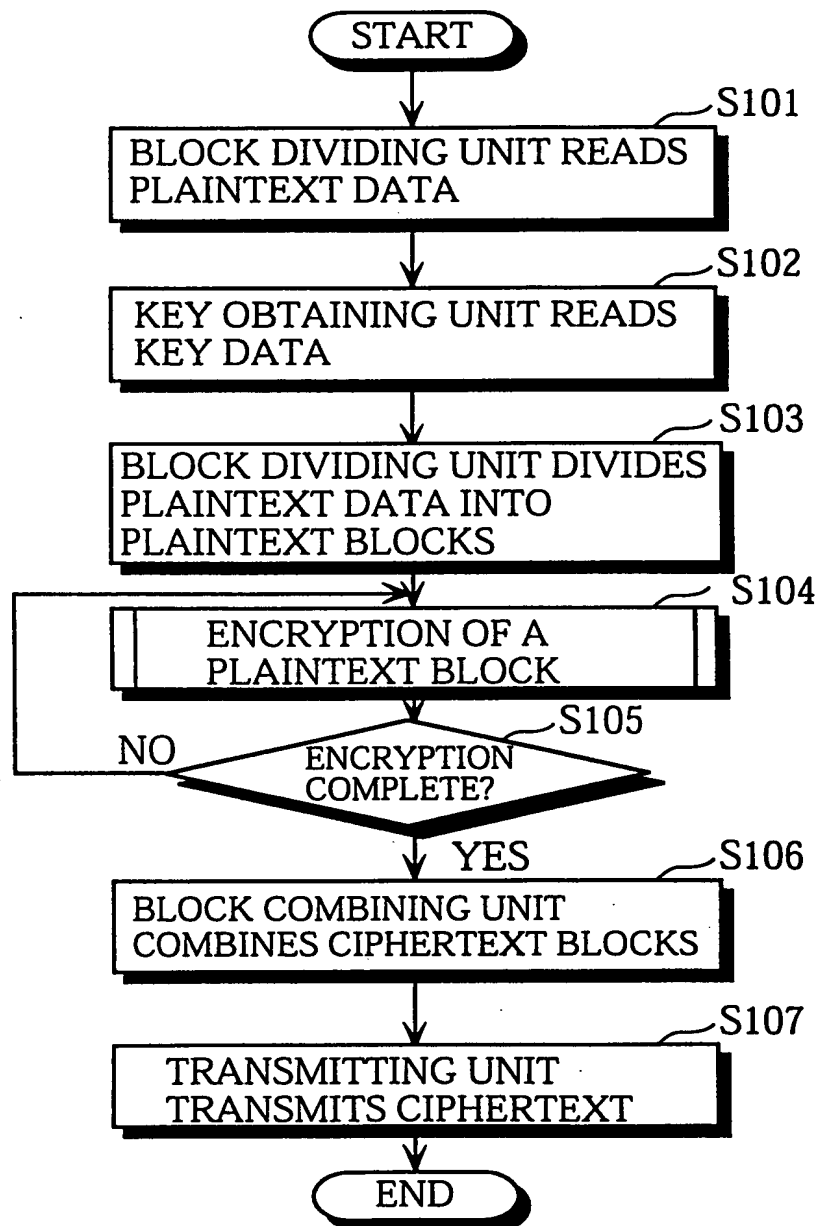 START
S101
BLOCK DIVIDING UNIT READS
PLAINTEXT DATA
S102
KEY OBTAINING UNIT READS
KEY DATA
S103
BLOCK DIVIDING UNIT DIVIDES
PLAINTEXT DATA INTO
PLAINTEXT BLOCKS
S104
ENCRYPTION OF A
PLAINTEXT BLOCK
S105
NO
ENCRYPTION
COMPLETE?
YES
S106
BLOCK COMBINING UNIT
COMBINES CIPHERTEXT BLOCKS
S107
TRANSMITTING UNIT
TRANSMITS CIPHERTEXT
END